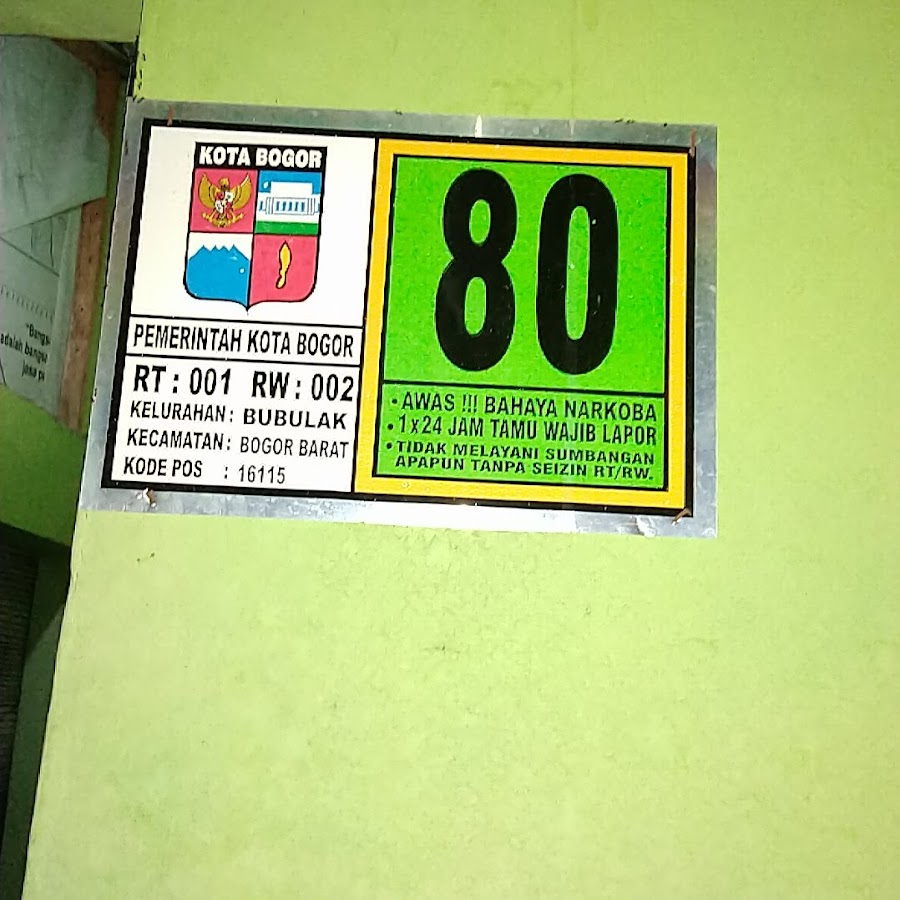 KOTA BOGOR
PEMERINTAH KOTA BOGOR
RT : 001 RW : 002
KELURAHAN : BUBULAK
KECAMATAN : BOGOR BARAT
KODE POS : 16115
80
• AWAS !!! BAHAYA NARKOBA
• 1x24 JAM TAMU WAJIB LAPOR
• TIDAK MELAYANI SUMBANGAN
APAPUN TANPA SEIZIN RT/RW.
adalah